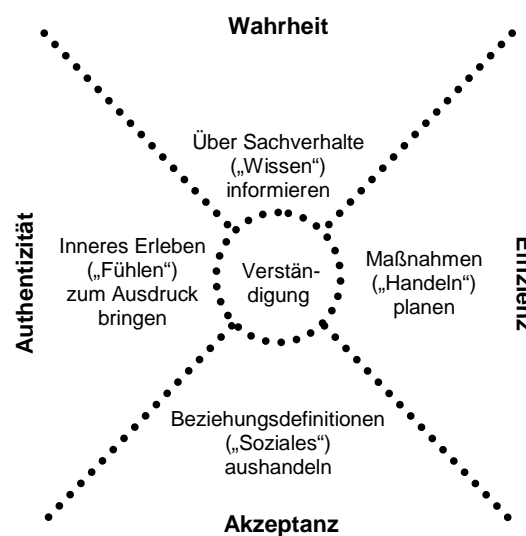 Wahrheit
Über Sachverhalte
(„Wissen“)
informieren
Authentizität
Inneres Erleben
(„Fühlen“)
zum Ausdruck
bringen
Verstän-
digung
Maßnahmen
(„Handeln“)
planen
Effizienz
Beziehungsdefinitionen
(„Soziales“)
aushandeln
Akzeptanz